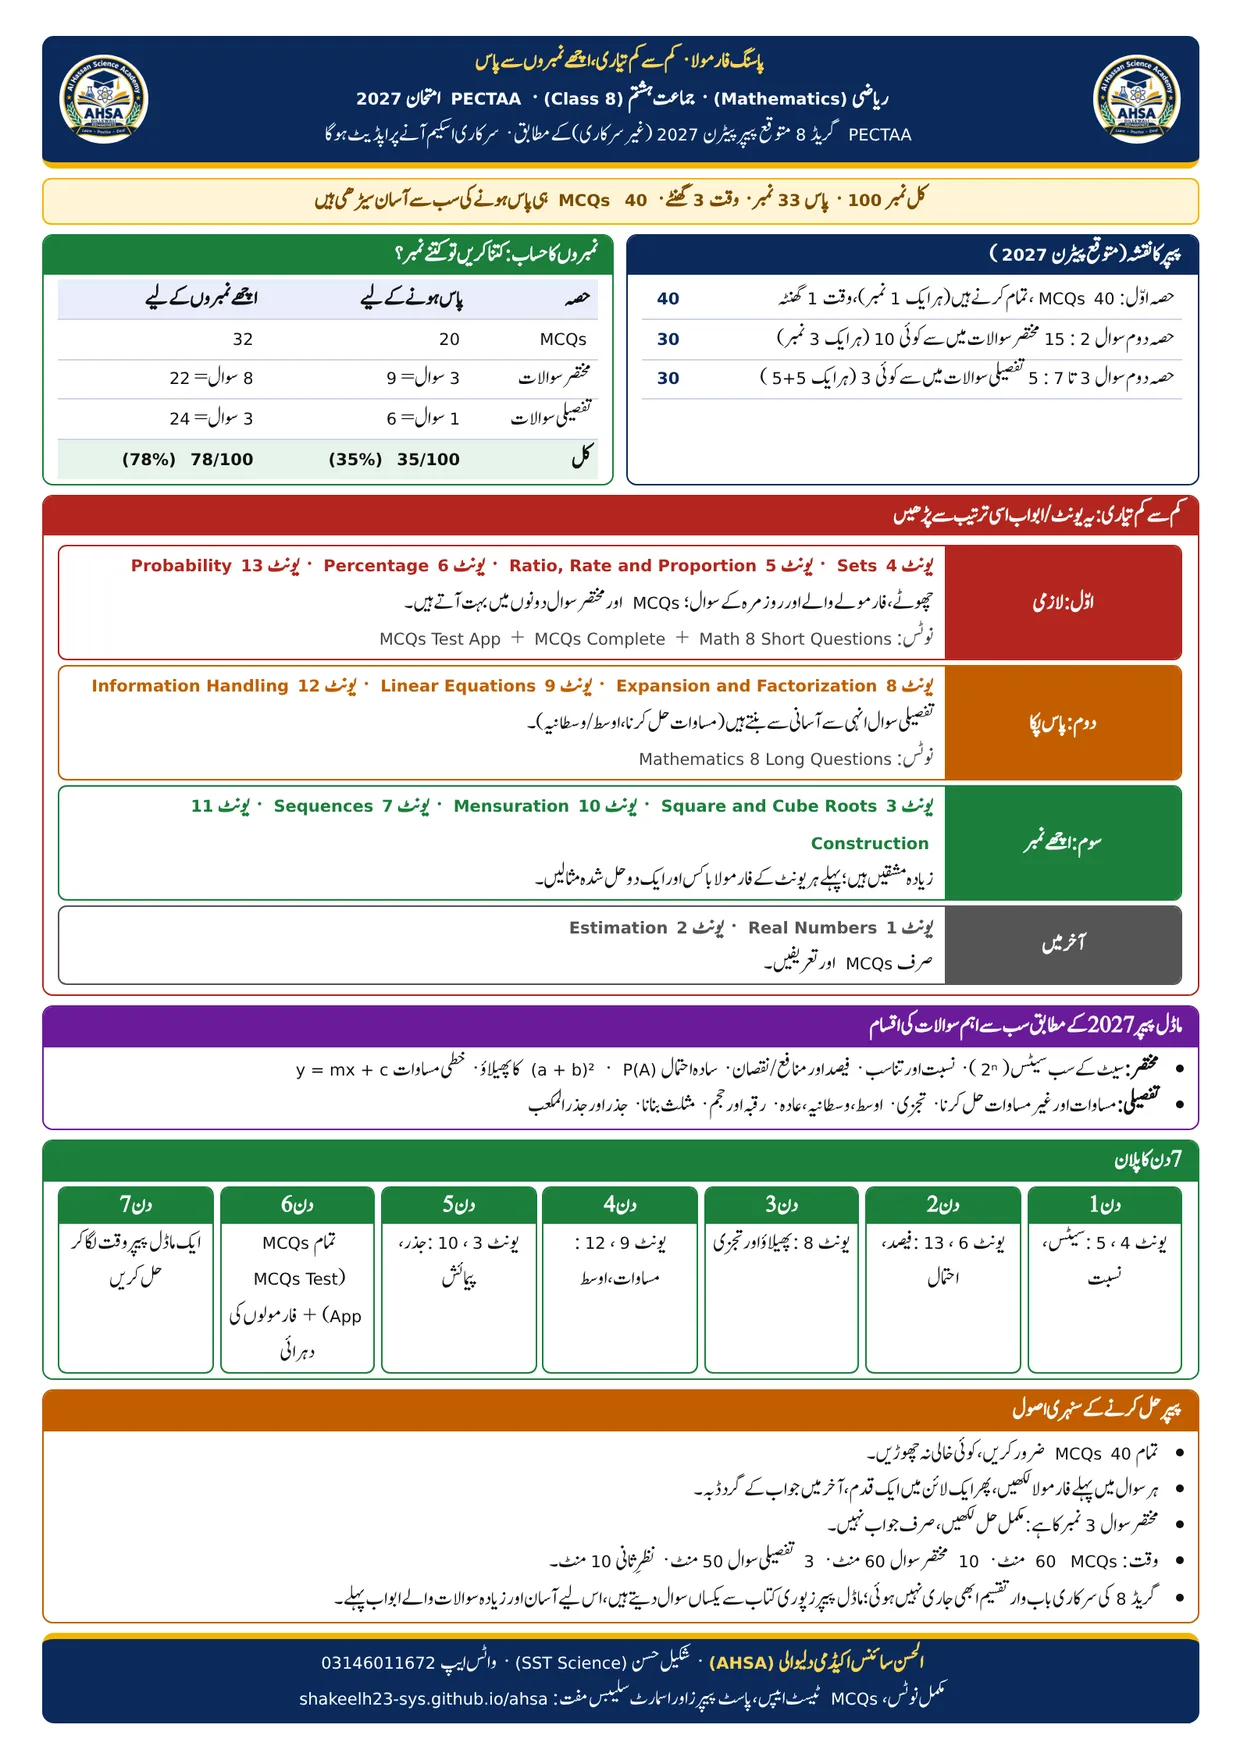 پاسنگ فارمولا · کم سے کم تیاری، اچھے نمبروں سے پاس
ریاضی (Mathematics) · جماعت ہشتم (Class 8) · PECTAA امتحان 2027
PECTAA گریڈ 8 متوقع پیپر پیٹرن 2027 (غیر سرکاری) کے مطابق · سرکاری اسکیم آنے پر اپڈیٹ ہوگا
Al Hassan Science Academy
AHSA
Learn · Practice · Excel
کل نمبر 100 · پاس 33 نمبر · وقت 3 گھنٹے · 40 MCQs ہی پاس ہونے کی سب سے آسان سیڑھی ہیں
پیپر کا نقشہ (متوقع پیٹرن 2027)
حصہ اوّل: 40 MCQs، تمام کرنے ہیں (ہر ایک 1 نمبر)، وقت 1 گھنٹہ 40
حصہ دوم سوال 2 : 15 مختصر سوالات میں سے کوئی 10 (ہر ایک 3 نمبر) 30
حصہ دوم سوال 3 تا 7 : 5 تفصیلی سوالات میں سے کوئی 3 (ہر ایک 5+5) 30
نمبروں کا حساب: کتنا کریں تو کتنے نمبر؟
حصہ پاس ہونے کے لیے اچھے نمبروں کے لیے
MCQs 20 32
مختصر سوالات 3 سوال = 9 8 سوال = 22
تفصیلی سوالات 1 سوال = 6 3 سوال = 24
کل 35/100 (35%) 78/100 (78%)
کم سے کم تیاری: یہ یونٹ/ابواب اسی ترتیب سے پڑھیں
اوّل: لازمی
یونٹ 4 Sets · یونٹ 5 Ratio, Rate and Proportion · یونٹ 6 Percentage · یونٹ 13 Probability
چھوٹے، فارمولے والے اور روزمرہ کے سوال؛ MCQs اور مختصر سوال دونوں میں بہت آتے ہیں۔
نوٹس: MCQs Test App + MCQs Complete + Math 8 Short Questions
دوم: پاس پکا
یونٹ 8 Expansion and Factorization · یونٹ 9 Linear Equations · یونٹ 12 Information Handling
تفصیلی سوال انہی سے آسانی سے بنتے ہیں (مساوات حل کرنا، اوسط/وسطانیہ)۔
نوٹس: Mathematics 8 Long Questions
سوم: اچھے نمبر
یونٹ 3 Square and Cube Roots · یونٹ 10 Mensuration · یونٹ 7 Sequences · یونٹ 11
Construction
زیادہ مشقیں ہیں؛ پہلے ہر یونٹ کے فارمولا باکس اور ایک دو حل شدہ مثالیں۔
آخر میں
یونٹ 1 Real Numbers · یونٹ 2 Estimation
صرف MCQs اور تعریفیں۔
ماڈل پیپر 2027 کے مطابق سب سے اہم سوالات کی اقسام
• مختصر: سیٹ کے سب سیٹس (2ⁿ) · نسبت اور تناسب · فیصد اور منافع/نقصان · سادہ احتمال P(A) · (a + b)² کا پھیلاؤ · خطی مساوات y = mx + c
• تفصیلی: مساوات اور غیر مساوات حل کرنا · تجزی · اوسط، وسطانیہ، عادہ · رقبہ اور حجم · مثلث بنانا · جذر اور جذرالمکعب
7 دن کا پلان
دن 1
یونٹ 4 ، 5 : سیٹس،
نسبت
دن 2
یونٹ 6 ، 13 : فیصد،
احتمال
دن 3
یونٹ 8 : پھیلاؤ اور تجزی
دن 4
یونٹ 9 ، 12 :
مساوات، اوسط
دن 5
یونٹ 3 ، 10 : جذر،
پیمائش
دن 6
تمام MCQs
(MCQs Test
App) + فارمولوں کی
دہرائی
دن 7
ایک ماڈل پیپر وقت لگا کر
حل کریں
پیپر حل کرنے کے سنہری اصول
• تمام 40 MCQs ضرور کریں، کوئی خالی نہ چھوڑیں۔
• ہر سوال میں پہلے فارمولا لکھیں، پھر ایک لائن میں ایک قدم، آخر میں جواب کے گرد ڈبہ۔
• مختصر سوال 3 نمبر کا ہے: مکمل حل لکھیں، صرف جواب نہیں۔
• وقت: MCQs 60 منٹ · 10 مختصر سوال 60 منٹ · 3 تفصیلی سوال 50 منٹ · نظرِثانی 10 منٹ۔
• گریڈ 8 کی سرکاری باب وار تقسیم ابھی جاری نہیں ہوئی؛ ماڈل پیپرز پوری کتاب سے یکساں سوال دیتے ہیں، اس لیے آسان اور زیادہ سوالات والے ابواب پہلے۔
الحسن سائنس اکیڈمی دلیوالی (AHSA) · شکیل حسن (SST Science) · واٹس ایپ 03146011672
مکمل نوٹس، MCQs ٹیسٹ ایپس، پاسٹ پیپرز اور اسمارٹ سلیبس مفت: shakeelh23-sys.github.io/ahsa